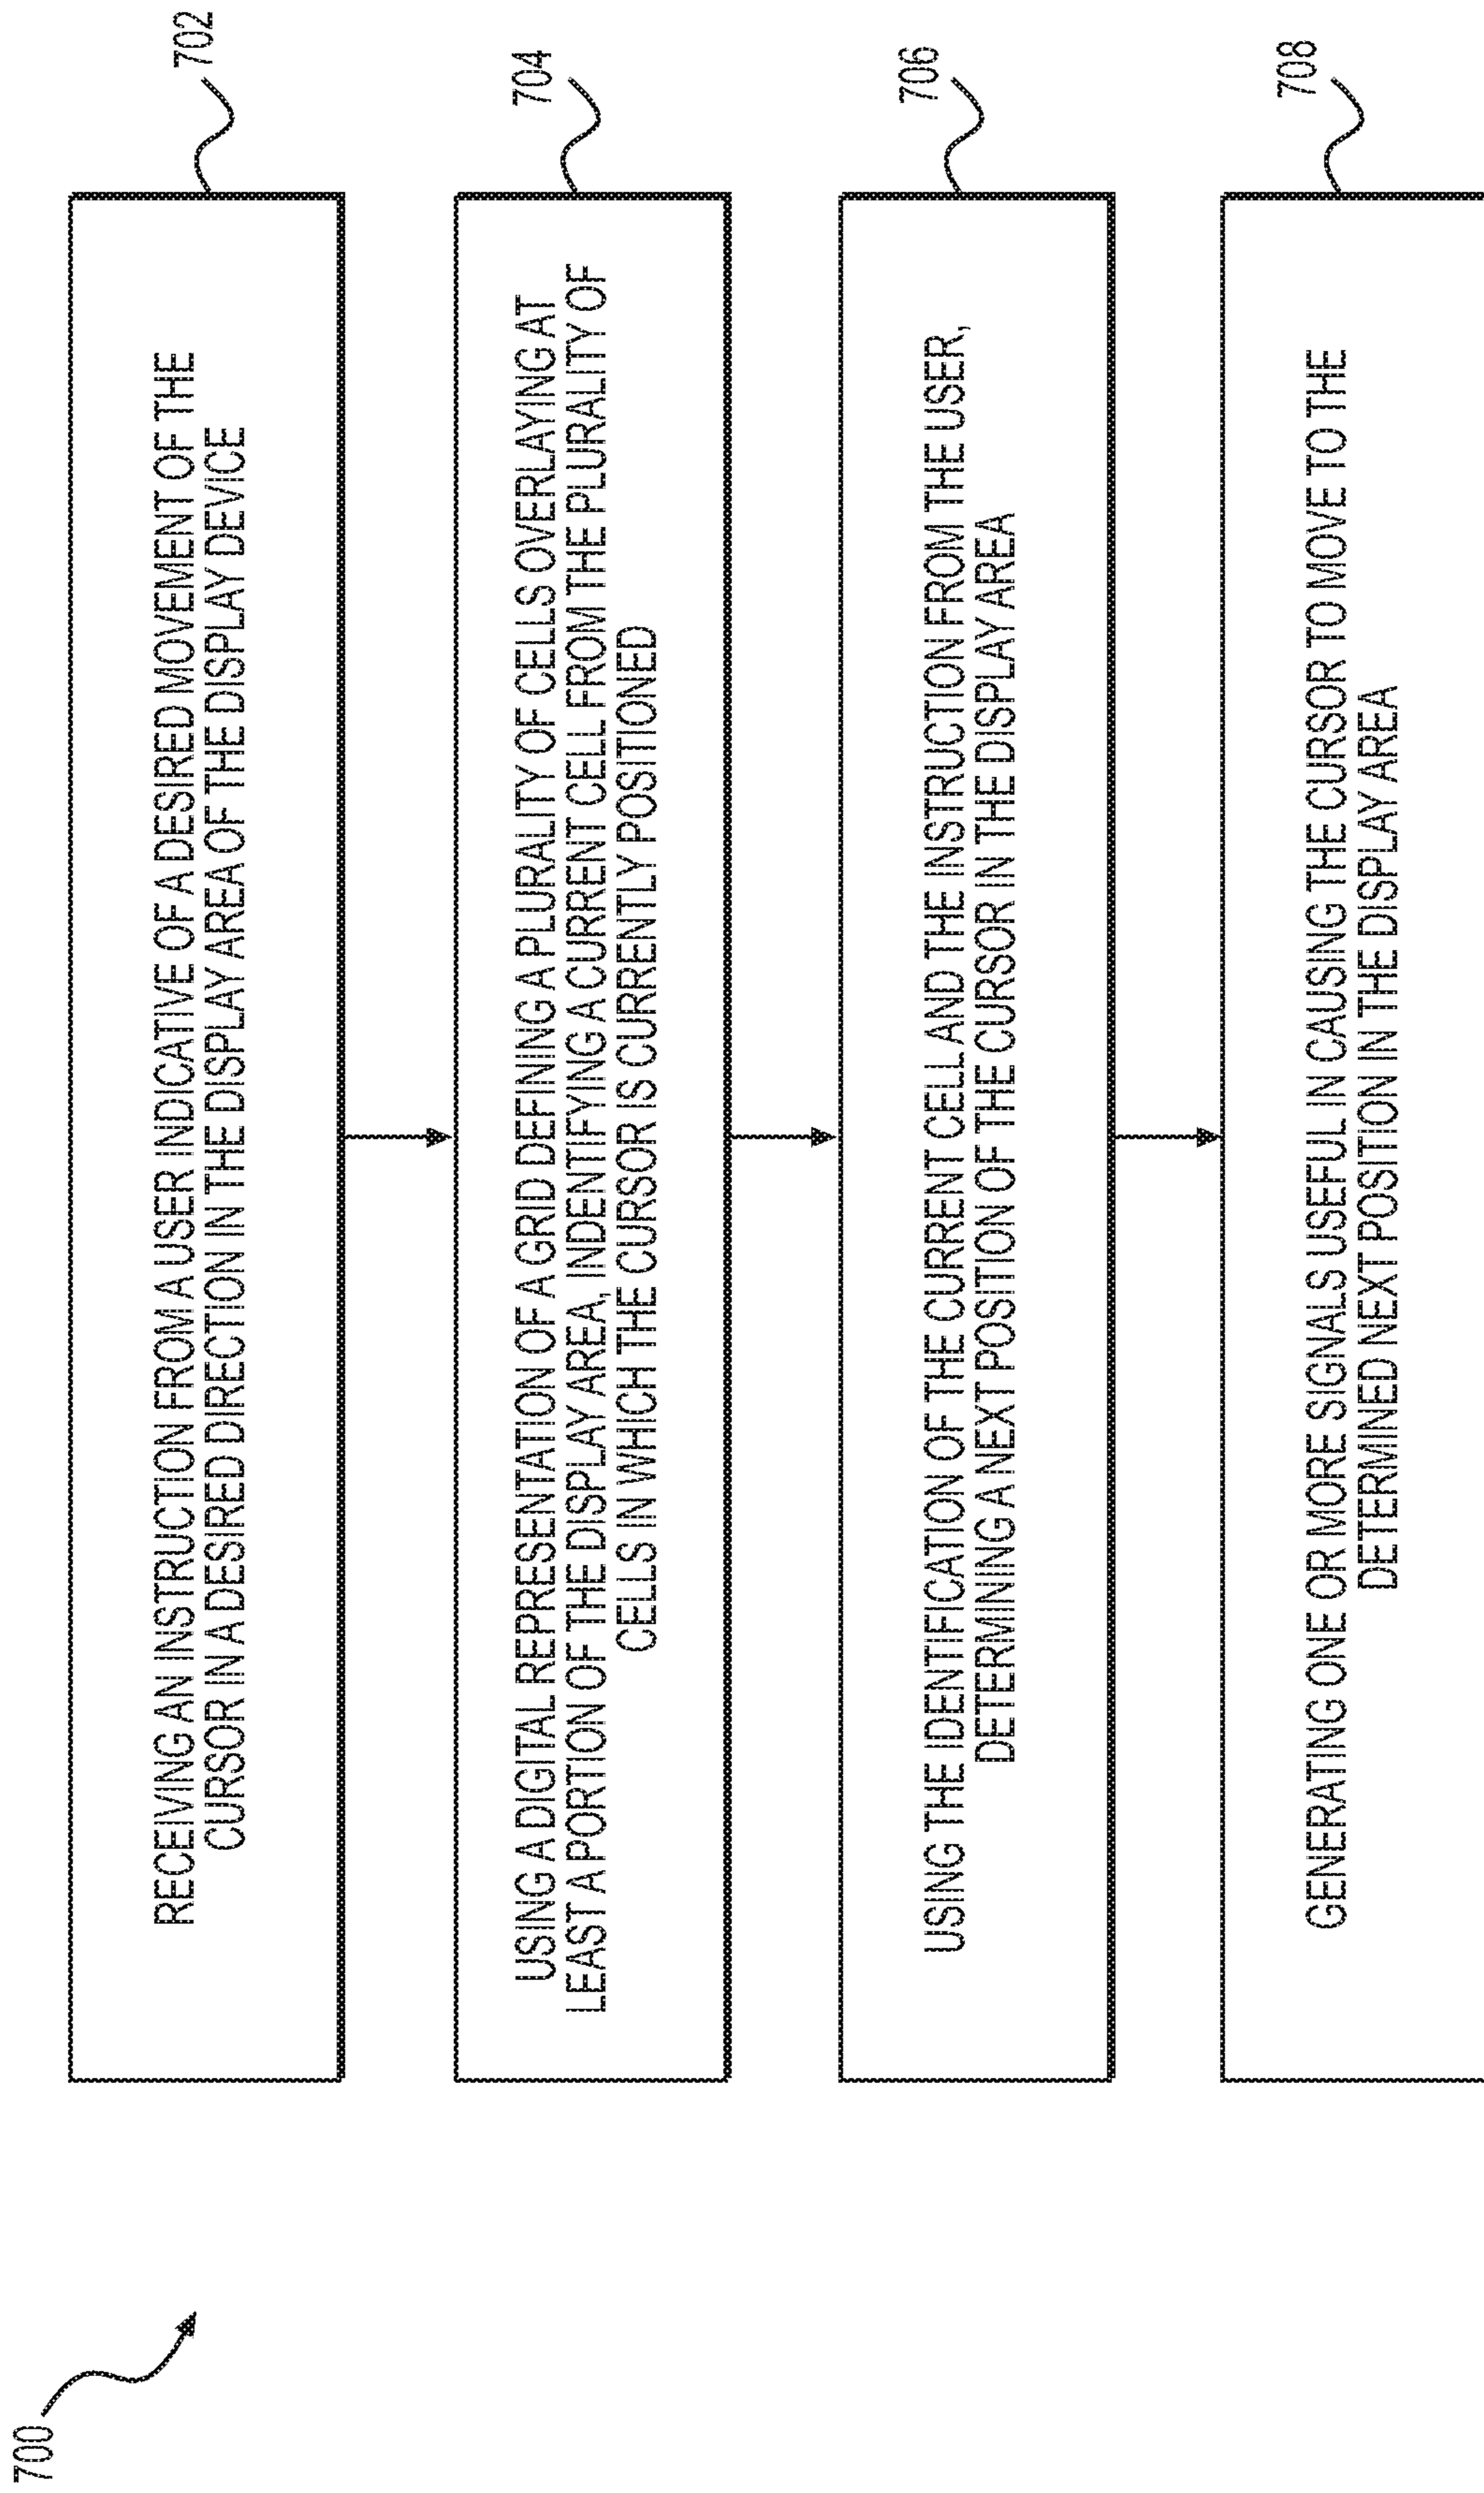 700
702
RECEIVING AN INSTRUCTION FROM A USER INDICATIVE OF A DESIRED MOVEMENT OF THE
CURSOR IN A DESIRED DIRECTION IN THE DISPLAY AREA OF THE DISPLAY DEVICE
704
USING A DIGITAL REPRESENTATION OF A GRID DEFINING A PLURALITY OF CELLS OVERLAYING AT
LEAST A PORTION OF THE DISPLAY AREA, INDENTIFYING A CURRENT CELL FROM THE PLURALITY OF
CELLS IN WHICH THE CURSOR IS CURRENTLY POSITIONED
706
USING THE IDENTIFICATION OF THE CURRENT CELL AND THE INSTRUCTION FROM THE USER,
DETERMINING A NEXT POSITION OF THE CURSOR IN THE DISPLAY AREA
708
GENERATING ONE OR MORE SIGNALS USEFUL IN CAUSING THE CURSOR TO MOVE TO THE
DETERMINED NEXT POSITION IN THE DISPLAY AREA